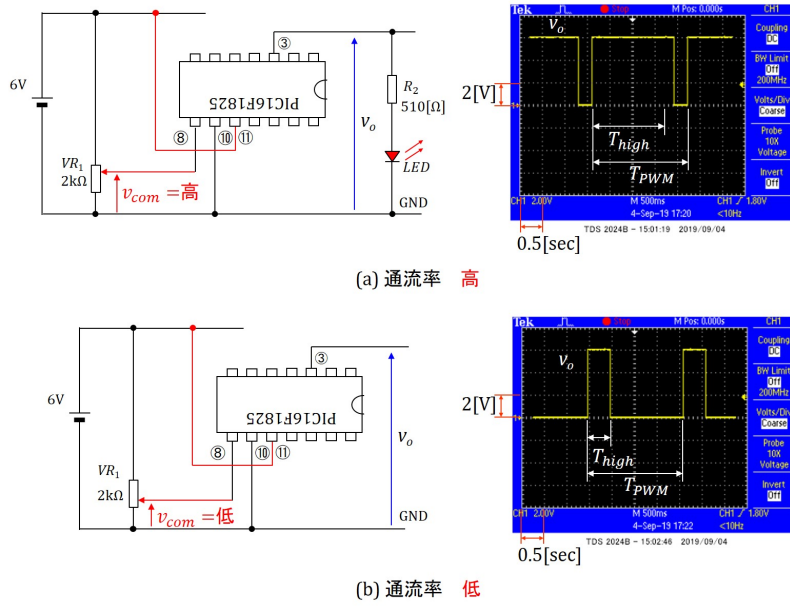 6V
VR1
2kΩ
vcom =高
PIC16F1825
③
⑧
⑩
⑪
vo
R2
510[Ω]
LED
GND
Tek
Stop
M Pos: 0.000s
CH1
vo
Coupling
DC
BW Limit
Off
200MHz
Volts/Div
Coarse
Probe
10X
Voltage
Invert
Off
2[V]
Thigh
TPWM
CH1 2.00V
M 500ms
CH1 ∫ 1.80V
4-Sep-19 17:20
<10Hz
TDS 2024B - 15:01:19 2019/09/04
0.5[sec]
(a) 通流率 高
6V
VR1
2kΩ
vcom =低
PIC16F1825
③
⑧
⑩
⑪
vo
GND
Tek
Stop
M Pos: 0.000s
CH1
vo
Coupling
DC
BW Limit
Off
200MHz
Volts/Div
Coarse
Probe
10X
Voltage
Invert
Off
2[V]
Thigh
TPWM
CH1 2.00V
M 500ms
CH1 ∫ 1.80V
4-Sep-19 17:22
<10Hz
TDS 2024B - 15:02:46 2019/09/04
0.5[sec]
(b) 通流率 低